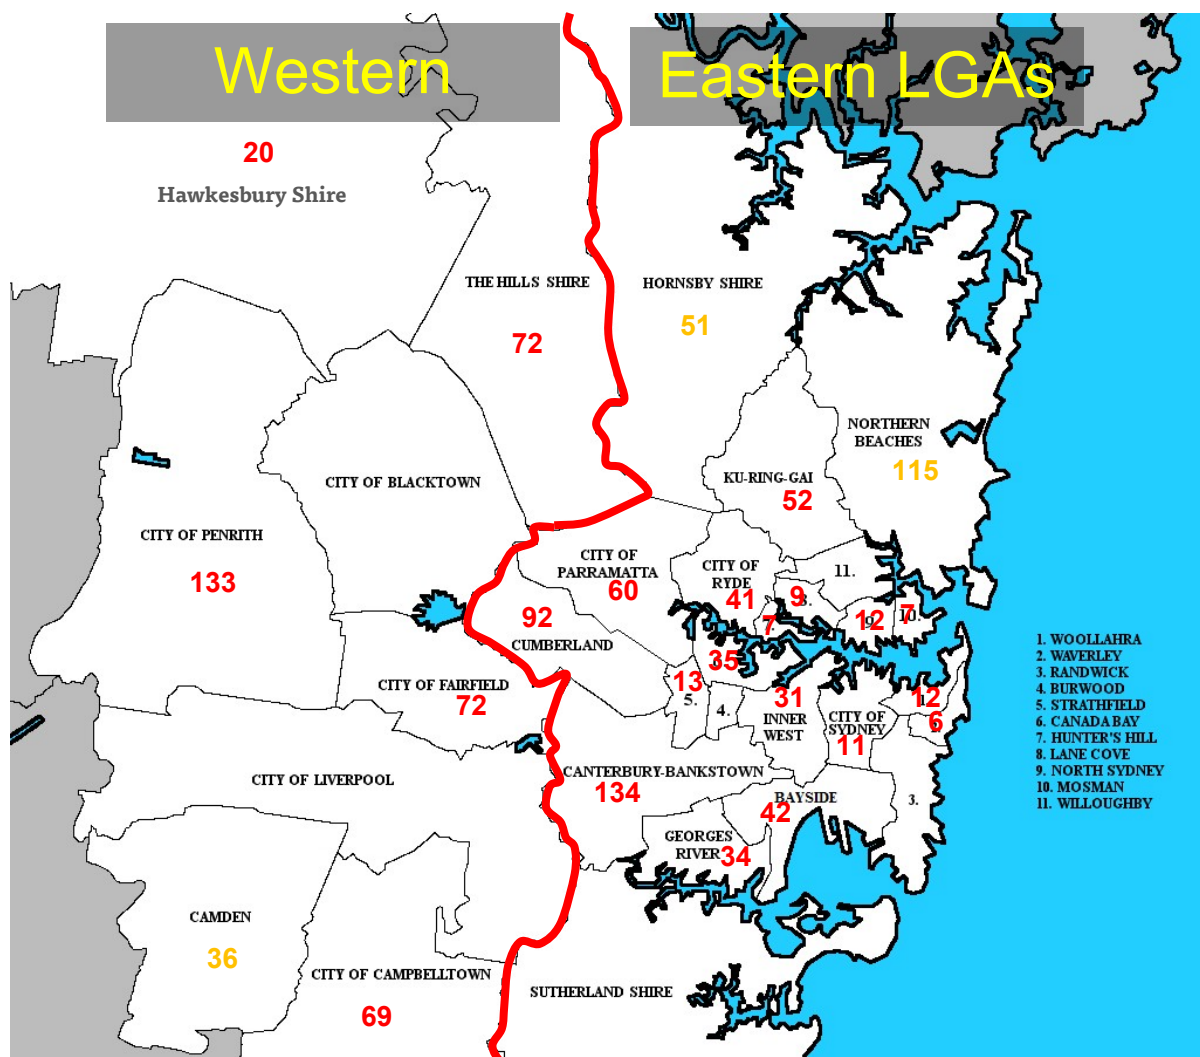 Western
Eastern LGAs
20
Hawkesbury Shire
THE HILLS SHIRE
72
HORNSBY SHIRE
51
NORTHERN
BEACHES
115
KU-RING-GAI
52
CITY OF BLACKTOWN
CITY OF PENRITH
133
CITY OF
PARRAMATTA
60
CITY OF
RYDE
41
11.
9
7
12
9.
7
10.
92
CUMBERLAND
CITY OF FAIRFIELD
72
35
13
5.
4.
31
INNER
WEST
CITY OF
SYDNEY
11
12
6
CITY OF LIVERPOOL
CANTERBURY-BANKSTOWN
134
BAYSIDE
42
3.
GEORGES
RIVER
34
CAMDEN
36
CITY OF CAMPBELLTOWN
69
SUTHERLAND SHIRE
1. WOOLLAHRA
2. WAVERLEY
3. RANDWICK
4. BURWOOD
5. STRATHFIELD
6. CANADA BAY
7. HUNTER'S HILL
8. LANE COVE
9. NORTH SYDNEY
10. MOSMAN
11. WILLOUGHBY